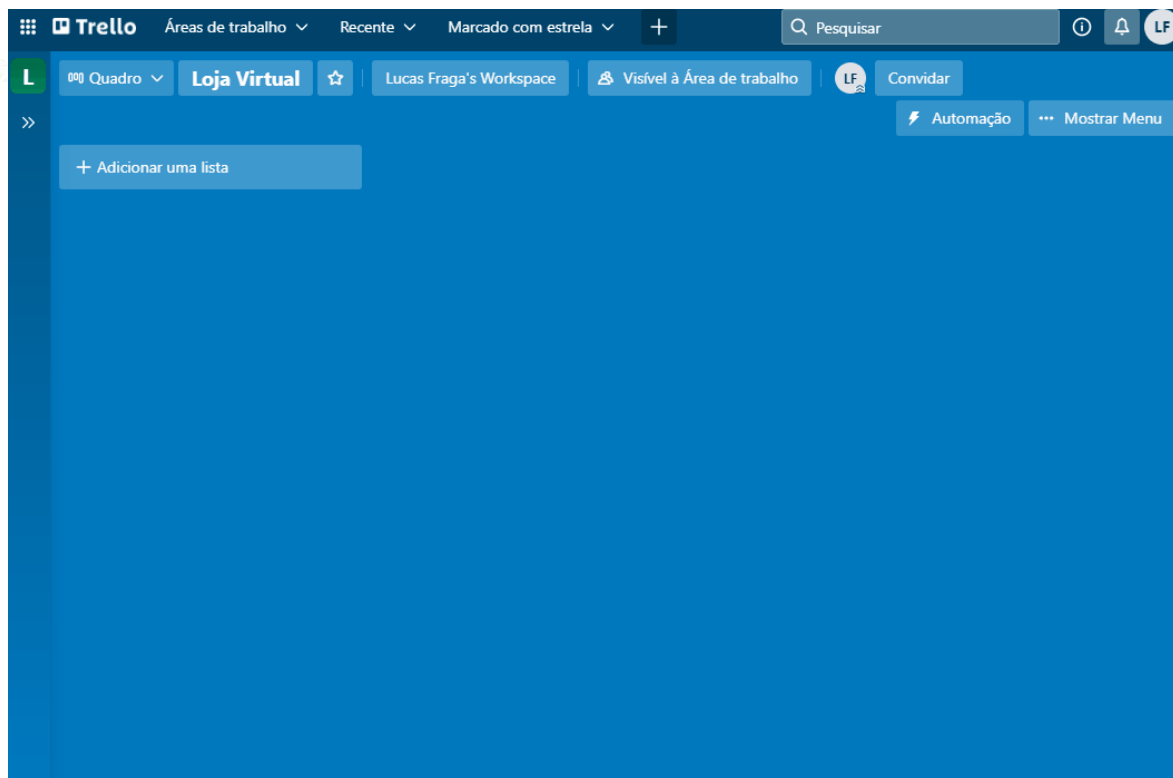 Trello Áreas de trabalho Recente Marcado com estrela Pesquisar LF
L Quadro Loja Virtual Lucas Fraga's Workspace Visível à Área de trabalho LF Convidar
Automação ... Mostrar Menu
+ Adicionar uma lista